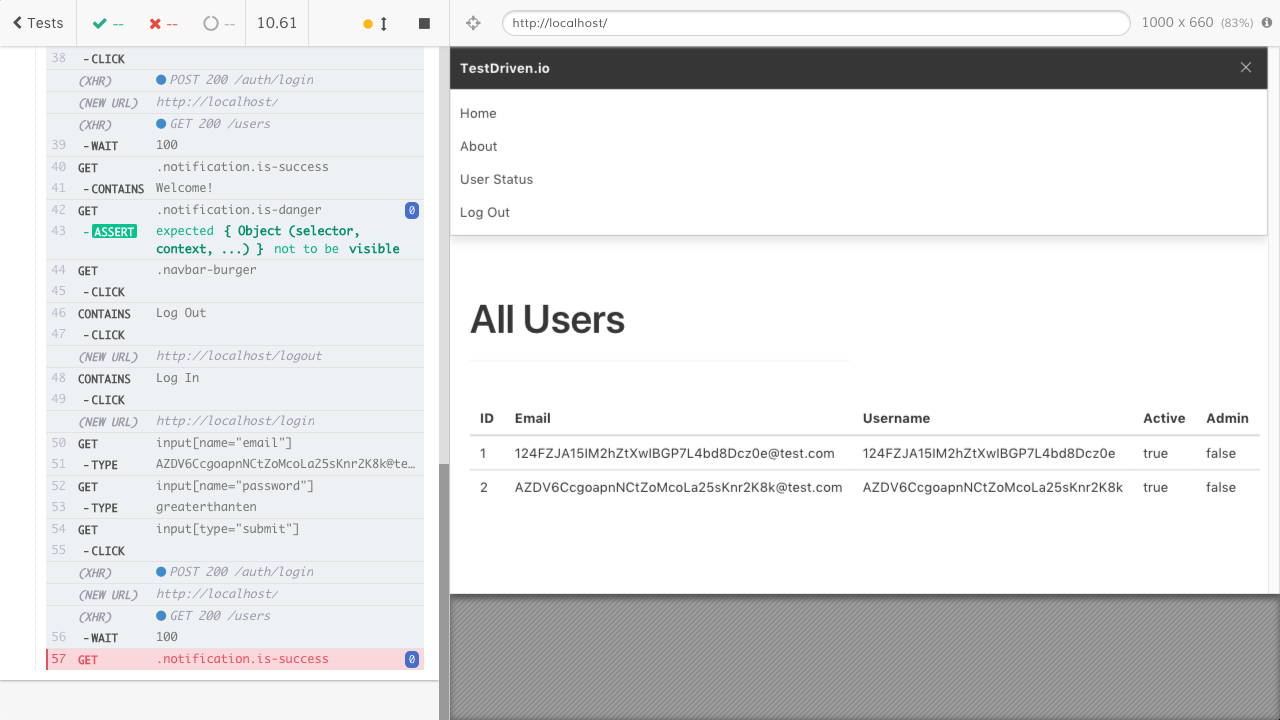 Tests
--
--
--
10.61
http://localhost/
1000 x 660 (83%)
38 -CLICK
(XHR) POST 200 /auth/login
(NEW URL) http://localhost/
(XHR) GET 200 /users
39 -WAIT 100
40 GET .notification.is-success
41 -CONTAINS Welcome!
42 GET .notification.is-danger 0
43 -ASSERT expected { Object (selector,
context, ...) } not to be visible
44 GET .navbar-burger
45 -CLICK
46 CONTAINS Log Out
47 -CLICK
(NEW URL) http://localhost/logout
48 CONTAINS Log In
49 -CLICK
(NEW URL) http://localhost/login
50 GET input[name="email"]
51 -TYPE AZDV6CcgoapnNCtZoMcoLa25sKnr2K8k@te…
52 GET input[name="password"]
53 -TYPE greaterthanten
54 GET input[type="submit"]
55 -CLICK
(XHR) POST 200 /auth/login
(NEW URL) http://localhost/
(XHR) GET 200 /users
56 -WAIT 100
57 GET .notification.is-success 0
TestDriven.io
Home
About
User Status
Log Out
All Users
ID Email Username Active Admin
1 124FZJA15lM2hZtXwlBGP7L4bd8Dcz0e@test.com 124FZJA15lM2hZtXwlBGP7L4bd8Dcz0e true false
2 AZDV6CcgoapnNCtZoMcoLa25sKnr2K8k@test.com AZDV6CcgoapnNCtZoMcoLa25sKnr2K8k true false